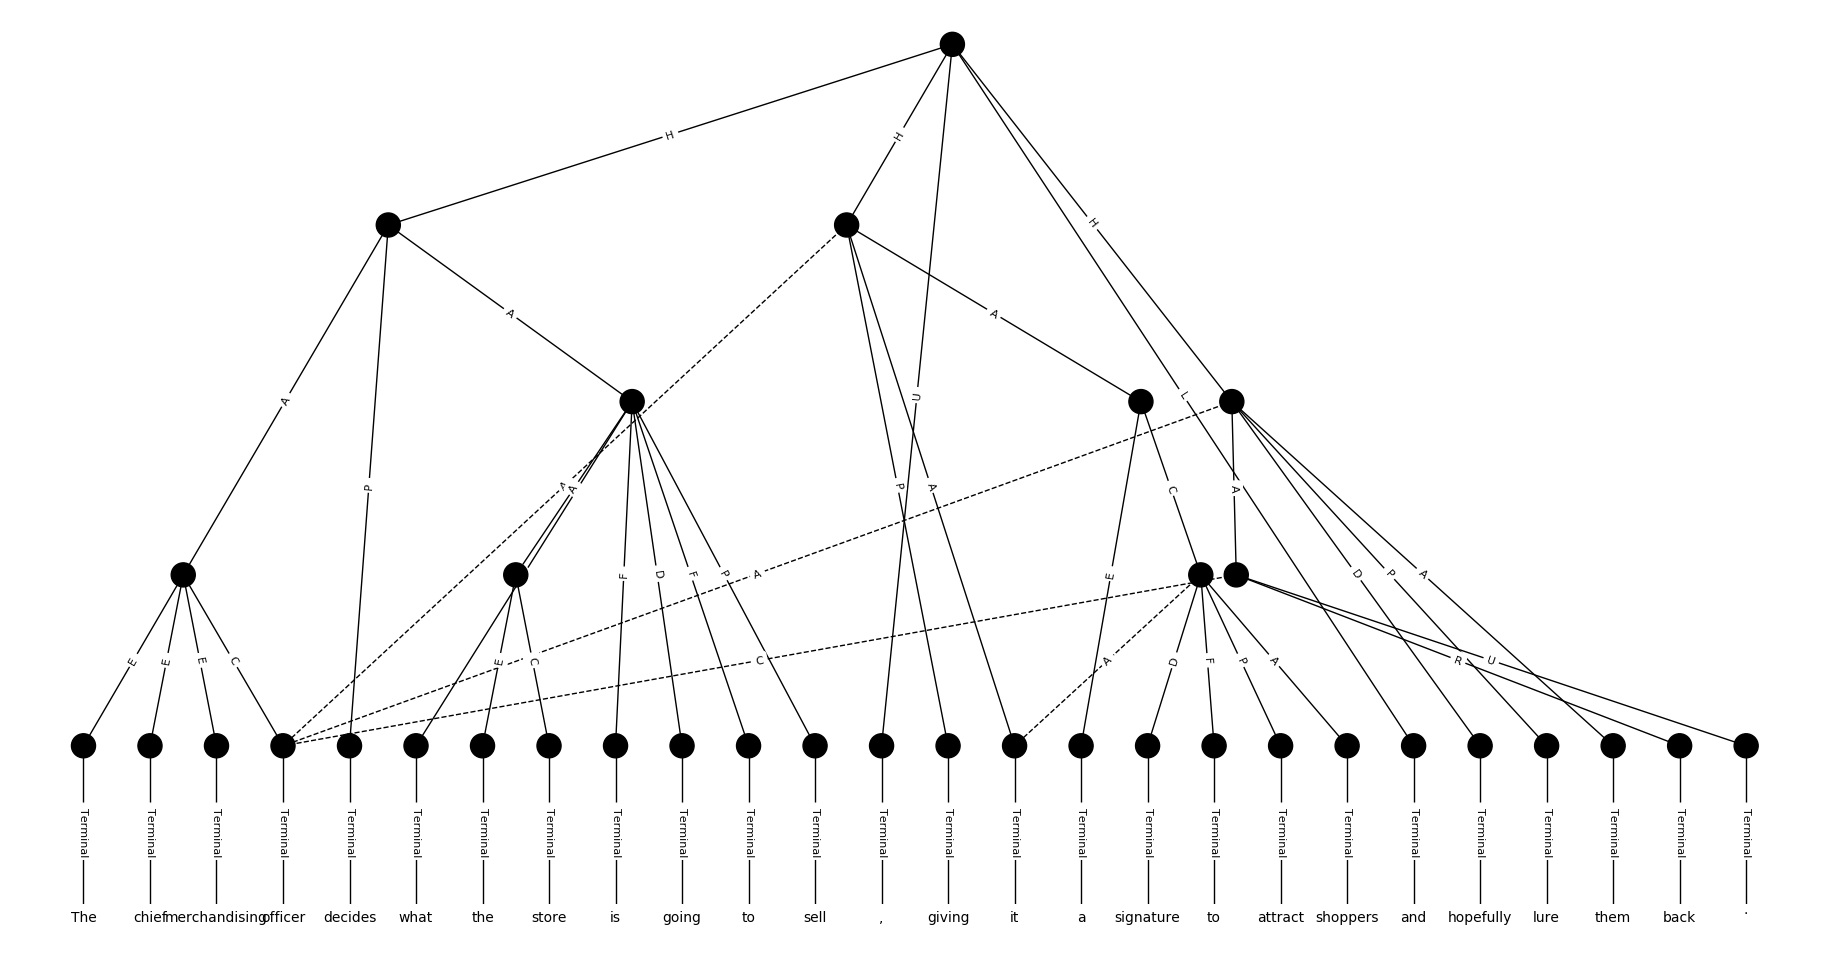 H
H
H
A
A
L
A
P
U
A
A
P
A
C
A
F
D
F
P
A
E
D
P
A
E
E
E
C
E
C
C
A
D
F
P
A
R
U
Terminal Terminal Terminal Terminal Terminal Terminal Terminal Terminal Terminal Terminal Terminal Terminal Terminal Terminal Terminal Terminal Terminal Terminal Terminal Terminal Terminal Terminal Terminal Terminal Terminal Terminal
The chief merchandising officer decides what the store is going to sell , giving it a signature to attract shoppers and hopefully lure them back .